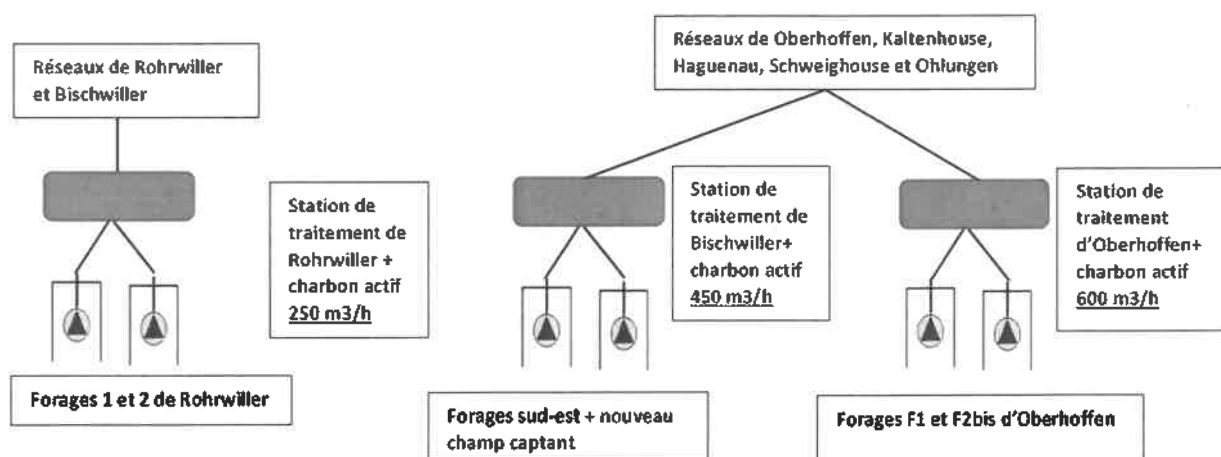 Réseaux de Rohrwiller
et Bischwiller
Réseaux de Oberhoffen, Kaltenhouse,
Haguenau, Schweighouse et Ohlungen
Station de
traitement de
Rohrwiller +
charbon actif
250 m3/h
Station de
traitement de
Bischwiller+
charbon actif
450 m3/h
Station de
traitement
d'Oberhoffen+
charbon actif
600 m3/h
Forages 1 et 2 de Rohrwiller
Forages sud-est + nouveau
champ captant
Forages F1 et F2bis d'Oberhoffen